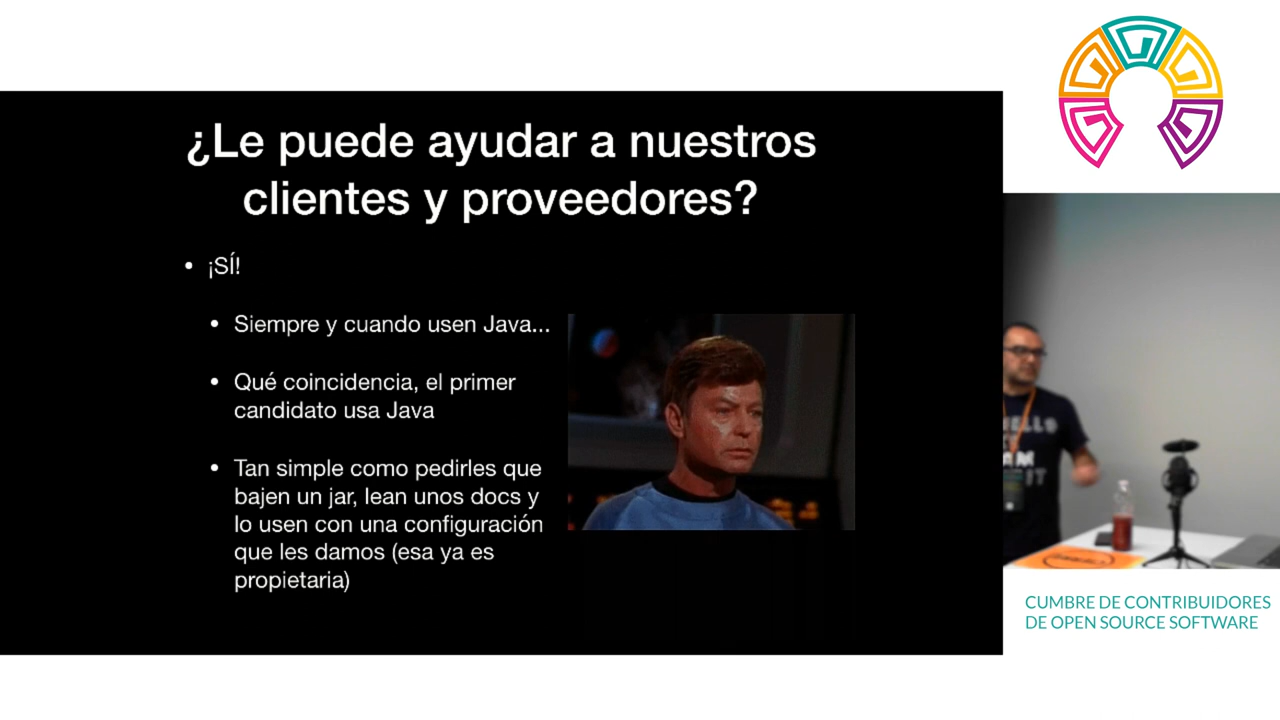 ¿Le puede ayudar a nuestros
clientes y proveedores?
• ¡SÍ!
• Siempre y cuando usen Java...
• Qué coincidencia, el primer
candidato usa Java
• Tan simple como pedirles que
bajen un jar, lean unos docs y
lo usen con una configuración
que les damos (esa ya es
propietaria)
CUMBRE DE CONTRIBUIDORES
DE OPEN SOURCE SOFTWARE